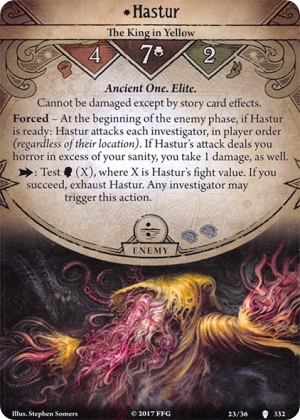 Hastur
The King in Yellow
4 7 2
Ancient One. Elite.
Cannot be damaged except by story card effects.
Forced – At the beginning of the enemy phase, if Hastur
is ready: Hastur attacks each investigator, in player order
(regardless of their location). If Hastur's attack deals you
horror in excess of your sanity, you take 1 damage, as well.
: Test (X), where X is Hastur's fight value. If you
succeed, exhaust Hastur. Any investigator may
trigger this action.
ENEMY
Illus. Stephen Somers © 2017 FFG 23/36 332